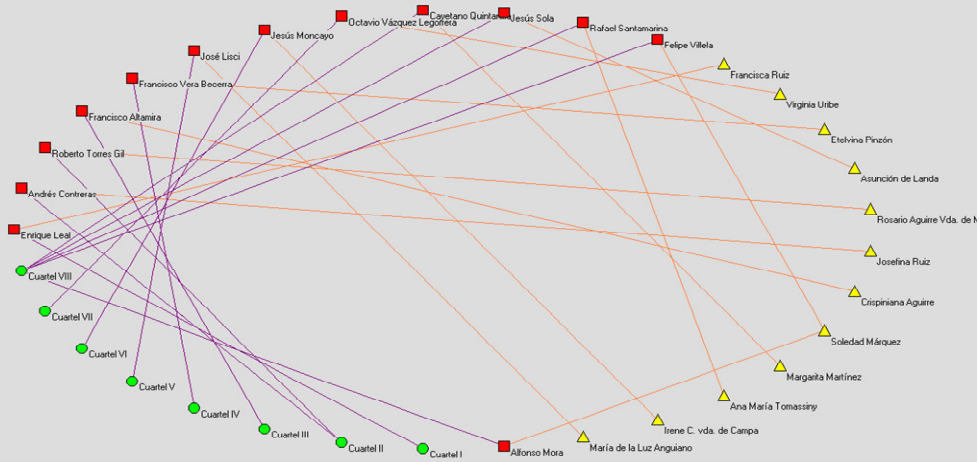 Octavio Vázquez Legorreta
Cayetano Quintanilla
Jesús Sola
Rafael Santamarina
Felipe Villela
Jesús Moncayo
José Lisci
Francisco Vera Becerra
Francisco Altamira
Roberto Torres Gil
Andrés Contreras
Enrique Leal
Cuartel VIII
Cuartel VII
Cuartel VI
Cuartel V
Cuartel IV
Cuartel III
Cuartel II
Cuartel I
Alfonso Mora
María de la Luz Anguiano
Irene C. vda. de Campa
Ana María Tomassiny
Margarita Martínez
Soledad Márquez
Crispiniana Aguirre
Josefina Ruiz
Rosario Aguirre Vda. de
Asunción de Landa
Etelvina Pinzón
Virginia Uribe
Francisca Ruiz